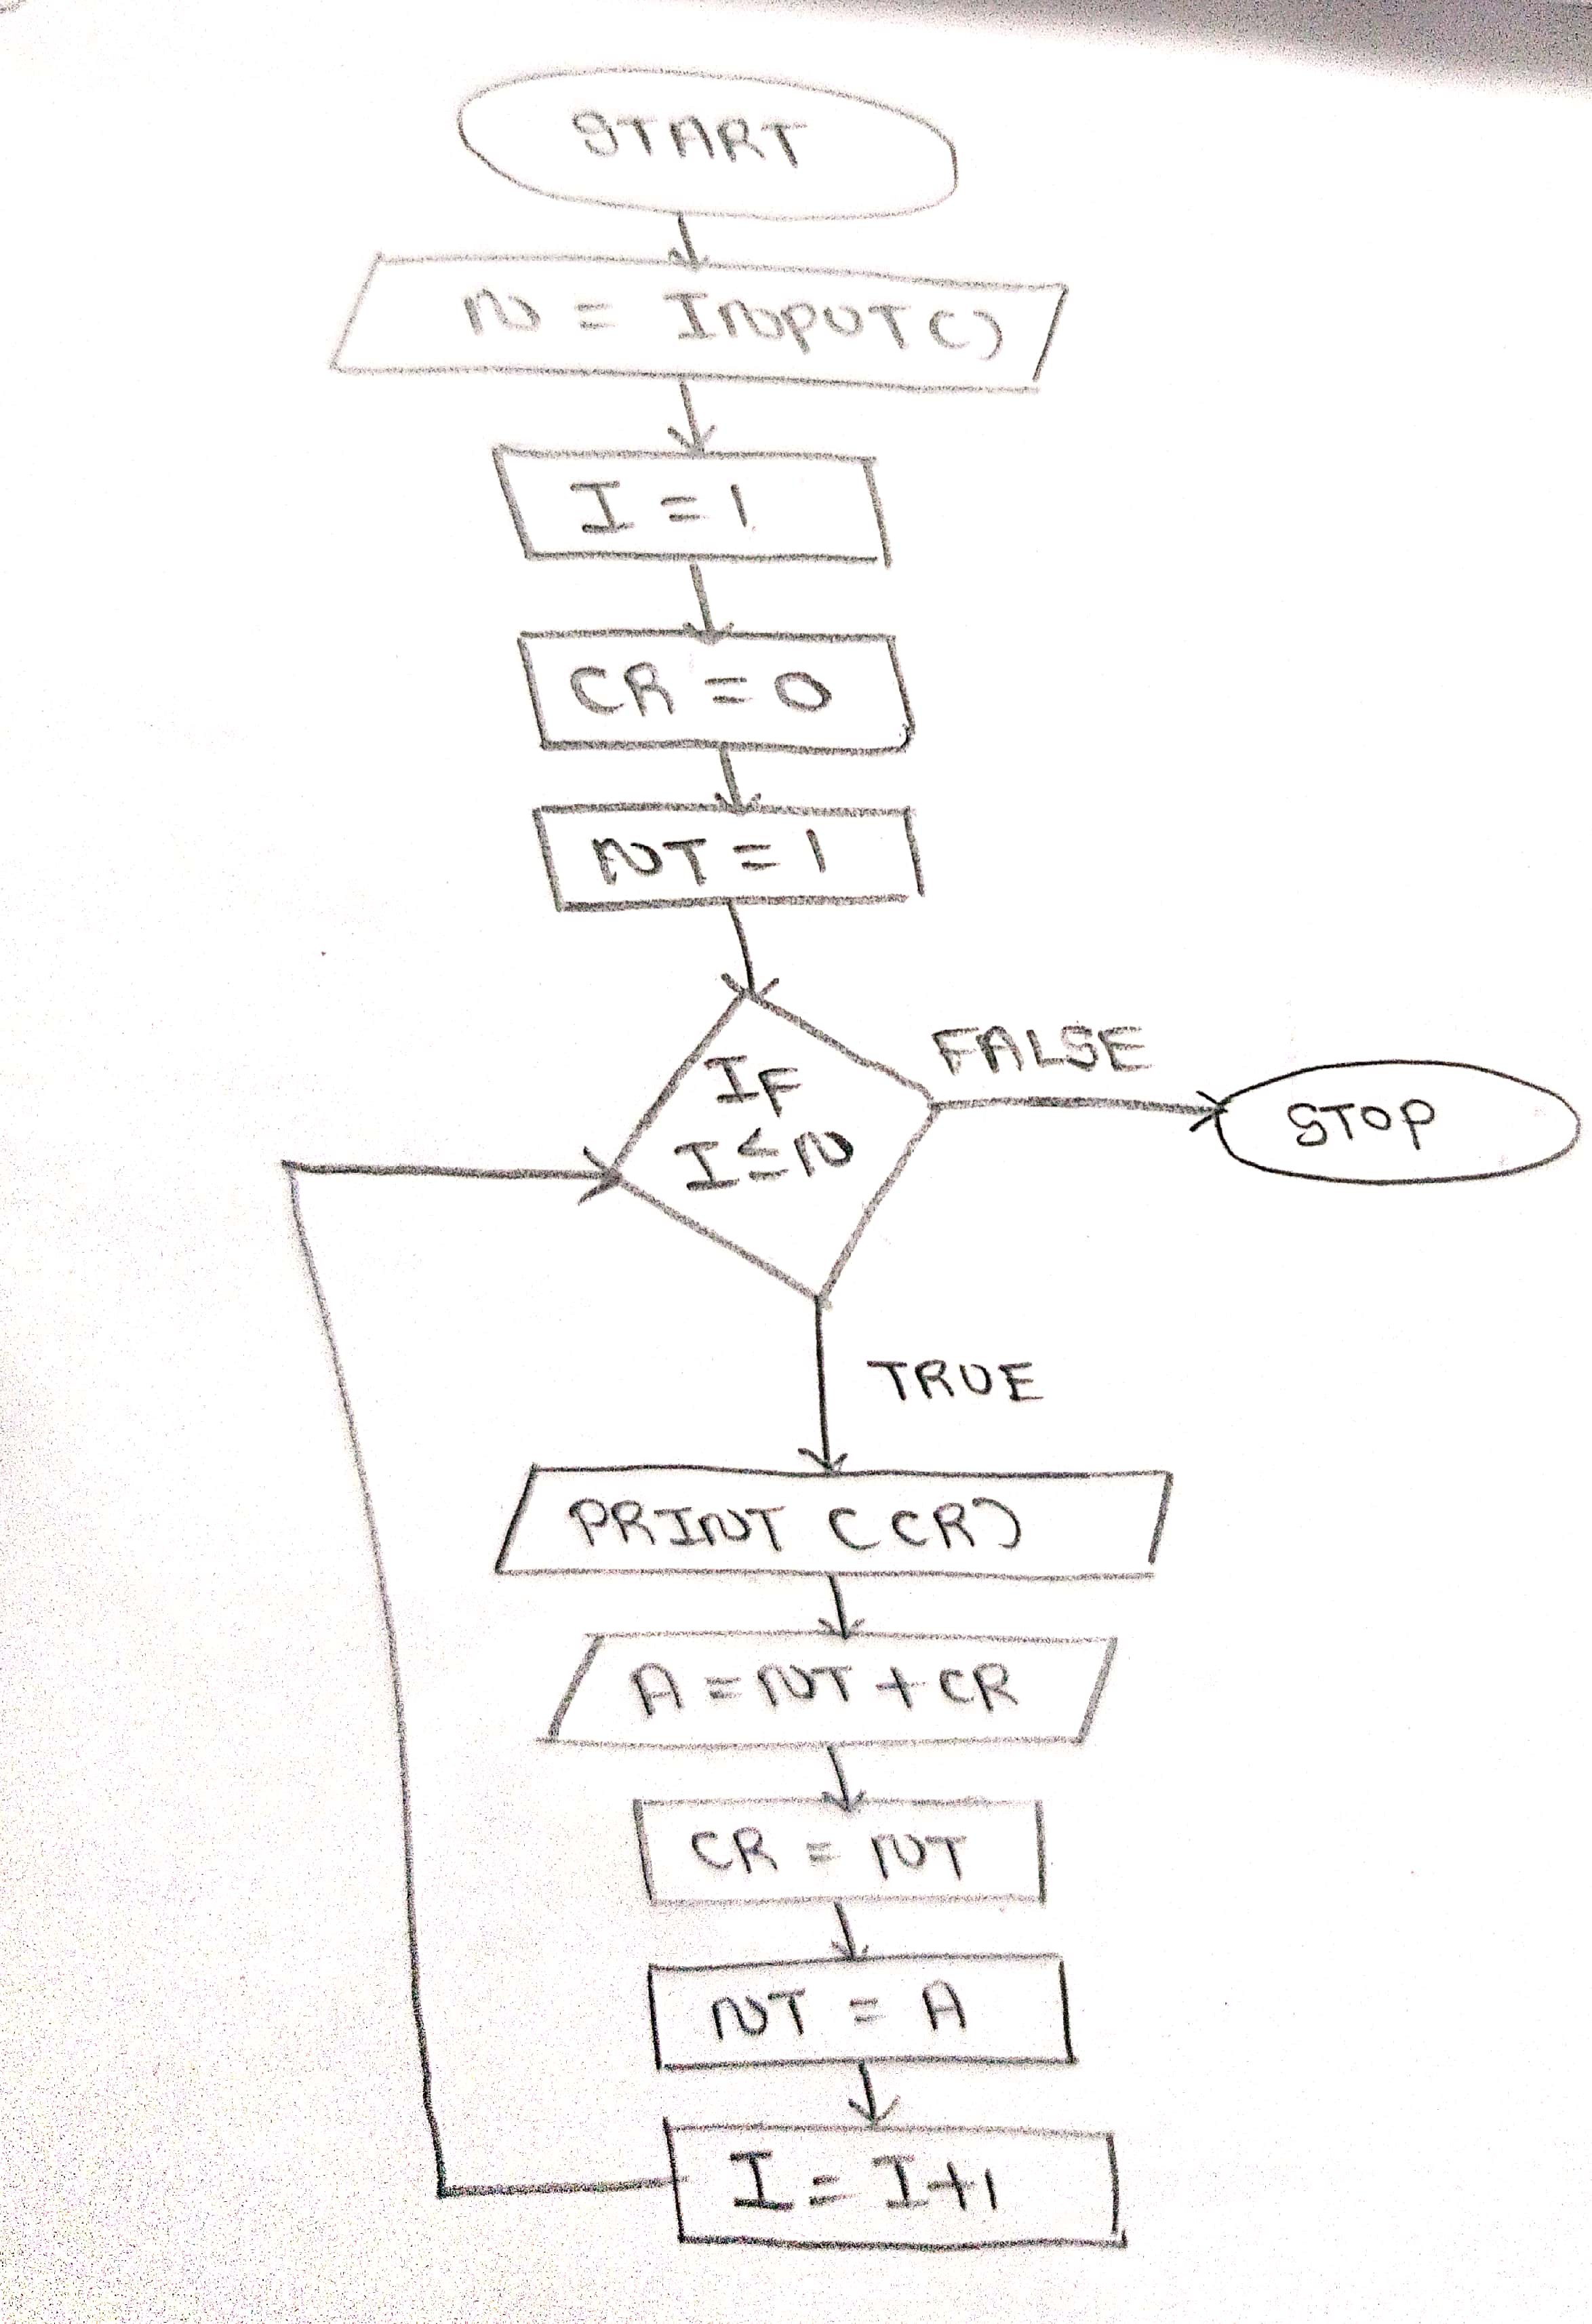 START
N = INPUT()
I = 1
CR = 0
NT = 1
IF
I ≤ N
FALSE
STOP
TRUE
PRINT (CR)
A = NT + CR
CR = NT
NT = A
I = I+1